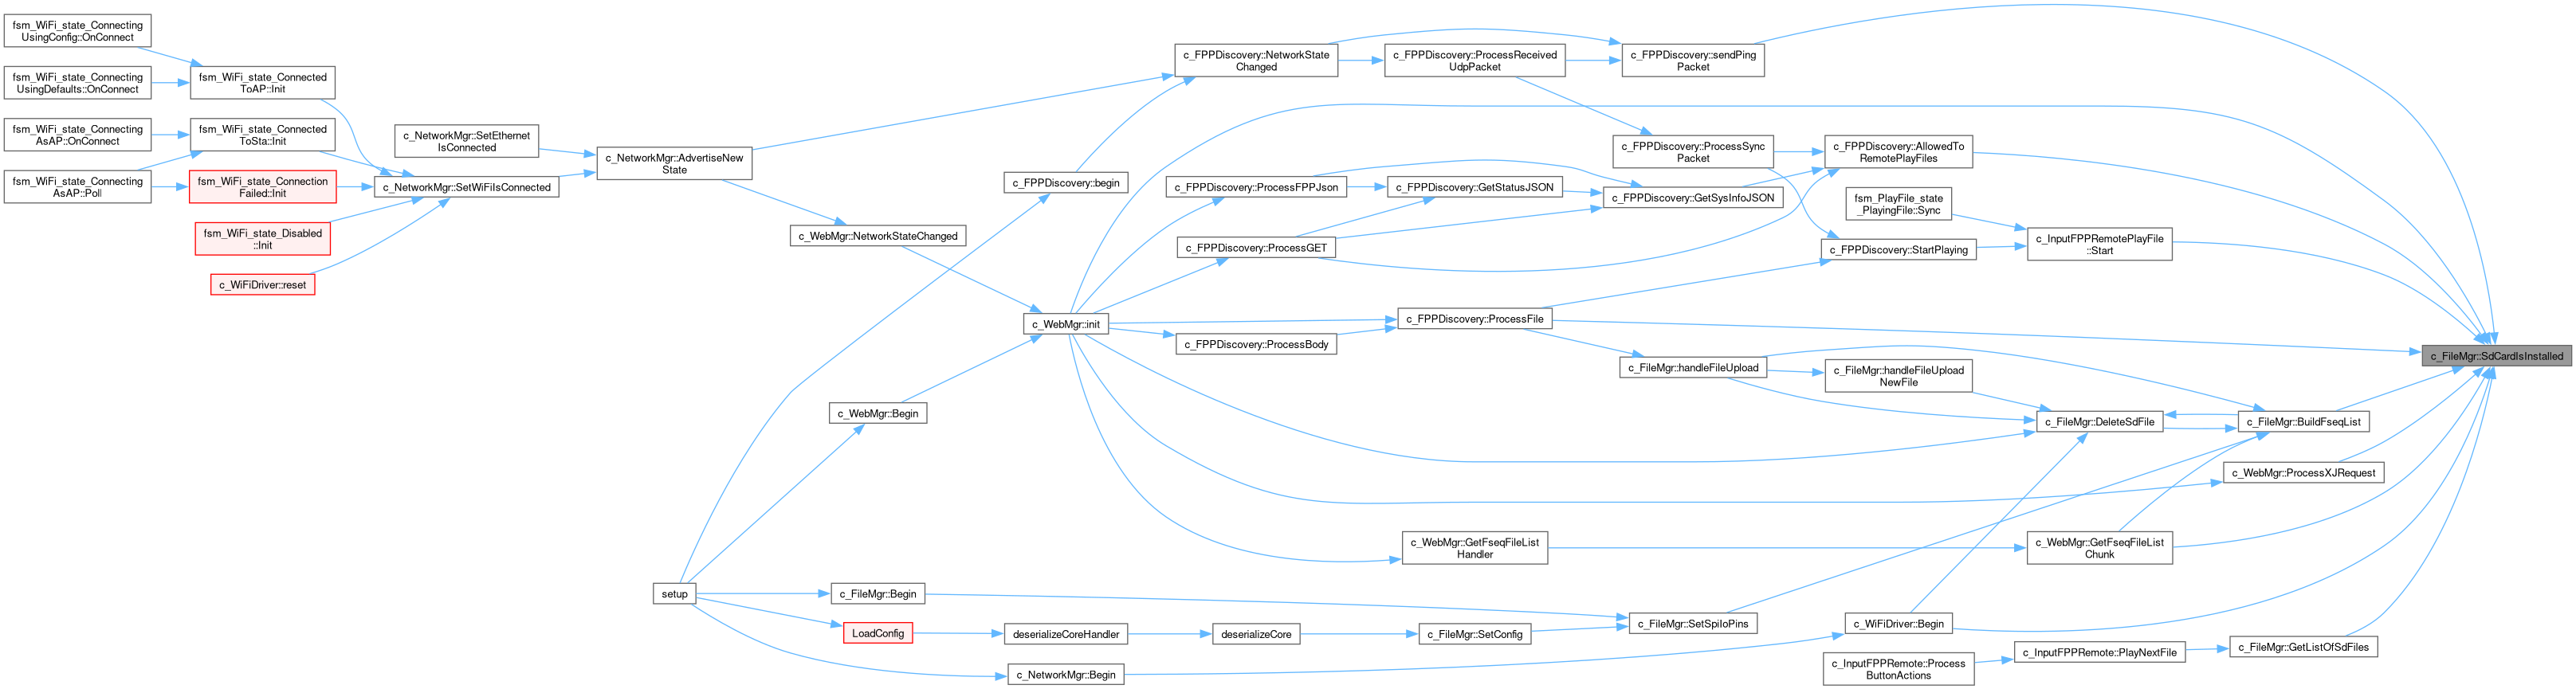 fsm_WiFi_state_Connecting
UsingConfig::OnConnect
fsm_WiFi_state_Connecting
UsingDefaults::OnConnect
fsm_WiFi_state_Connecting
AsAP::OnConnect
fsm_WiFi_state_Connecting
AsAP::Poll
fsm_WiFi_state_Connected
ToAP::Init
fsm_WiFi_state_Connected
ToSta::Init
fsm_WiFi_state_Connection
Failed::Init
fsm_WiFi_state_Disabled
::Init
c_WiFiDriver::reset
c_NetworkMgr::SetEthernet
IsConnected
c_NetworkMgr::SetWiFiIsConnected
c_NetworkMgr::AdvertiseNew
State
c_WebMgr::NetworkStateChanged
c_WebMgr::Begin
setup
c_FileMgr::Begin
LoadConfig
c_FPPDiscovery::NetworkState
Changed
c_FPPDiscovery::begin
c_WebMgr::init
deserializeCoreHandler
c_NetworkMgr::Begin
c_FPPDiscovery::ProcessFPPJson
c_FPPDiscovery::ProcessGET
c_FPPDiscovery::ProcessBody
deserializeCore
c_FPPDiscovery::ProcessReceived
UdpPacket
c_FPPDiscovery::GetStatusJSON
c_FPPDiscovery::ProcessFile
c_WebMgr::GetFseqFileList
Handler
c_FileMgr::SetConfig
c_FPPDiscovery::sendPing
Packet
c_FPPDiscovery::ProcessSync
Packet
c_FPPDiscovery::GetSysInfoJSON
c_FileMgr::handleFileUpload
c_FileMgr::SetSpiIoPins
c_FPPDiscovery::AllowedTo
RemotePlayFiles
fsm_PlayFile_state
_PlayingFile::Sync
c_FPPDiscovery::StartPlaying
c_FileMgr::handleFileUpload
NewFile
c_WiFiDriver::Begin
c_InputFPPRemote::Process
ButtonActions
c_InputFPPRemotePlayFile
::Start
c_FileMgr::DeleteSdFile
c_WebMgr::GetFseqFileList
Chunk
c_InputFPPRemote::PlayNextFile
c_FileMgr::BuildFseqList
c_WebMgr::ProcessXJRequest
c_FileMgr::GetListOfSdFiles
c_FileMgr::SdCardIsInstalled